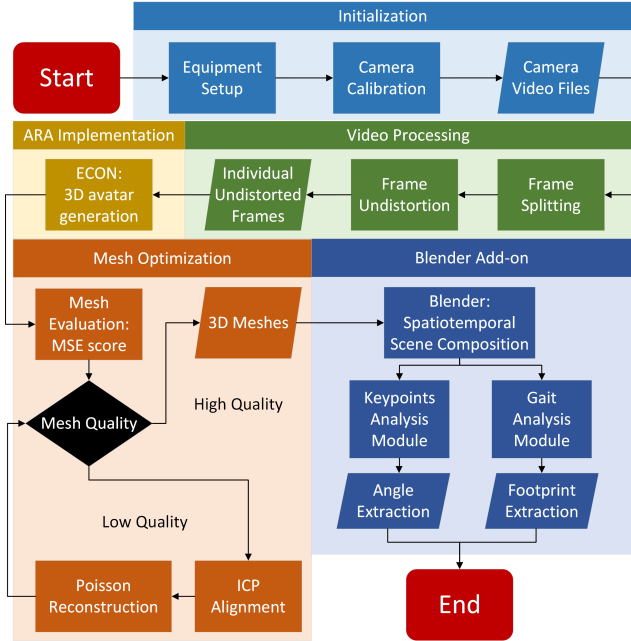 Initialization
Start
Equipment
Setup
Camera
Calibration
Camera
Video Files
ARA Implementation
Video Processing
ECON:
3D avatar
generation
Individual
Undistorted
Frames
Frame
Undistortion
Frame
Splitting
Mesh Optimization
Blender Add-on
Mesh
Evaluation:
MSE score
3D Meshes
Blender:
Spatiotemporal
Scene Composition
Mesh Quality
High Quality
Keypoints
Analysis
Module
Gait
Analysis
Module
Low Quality
Angle
Extraction
Footprint
Extraction
Poisson
Reconstruction
ICP
Alignment
End